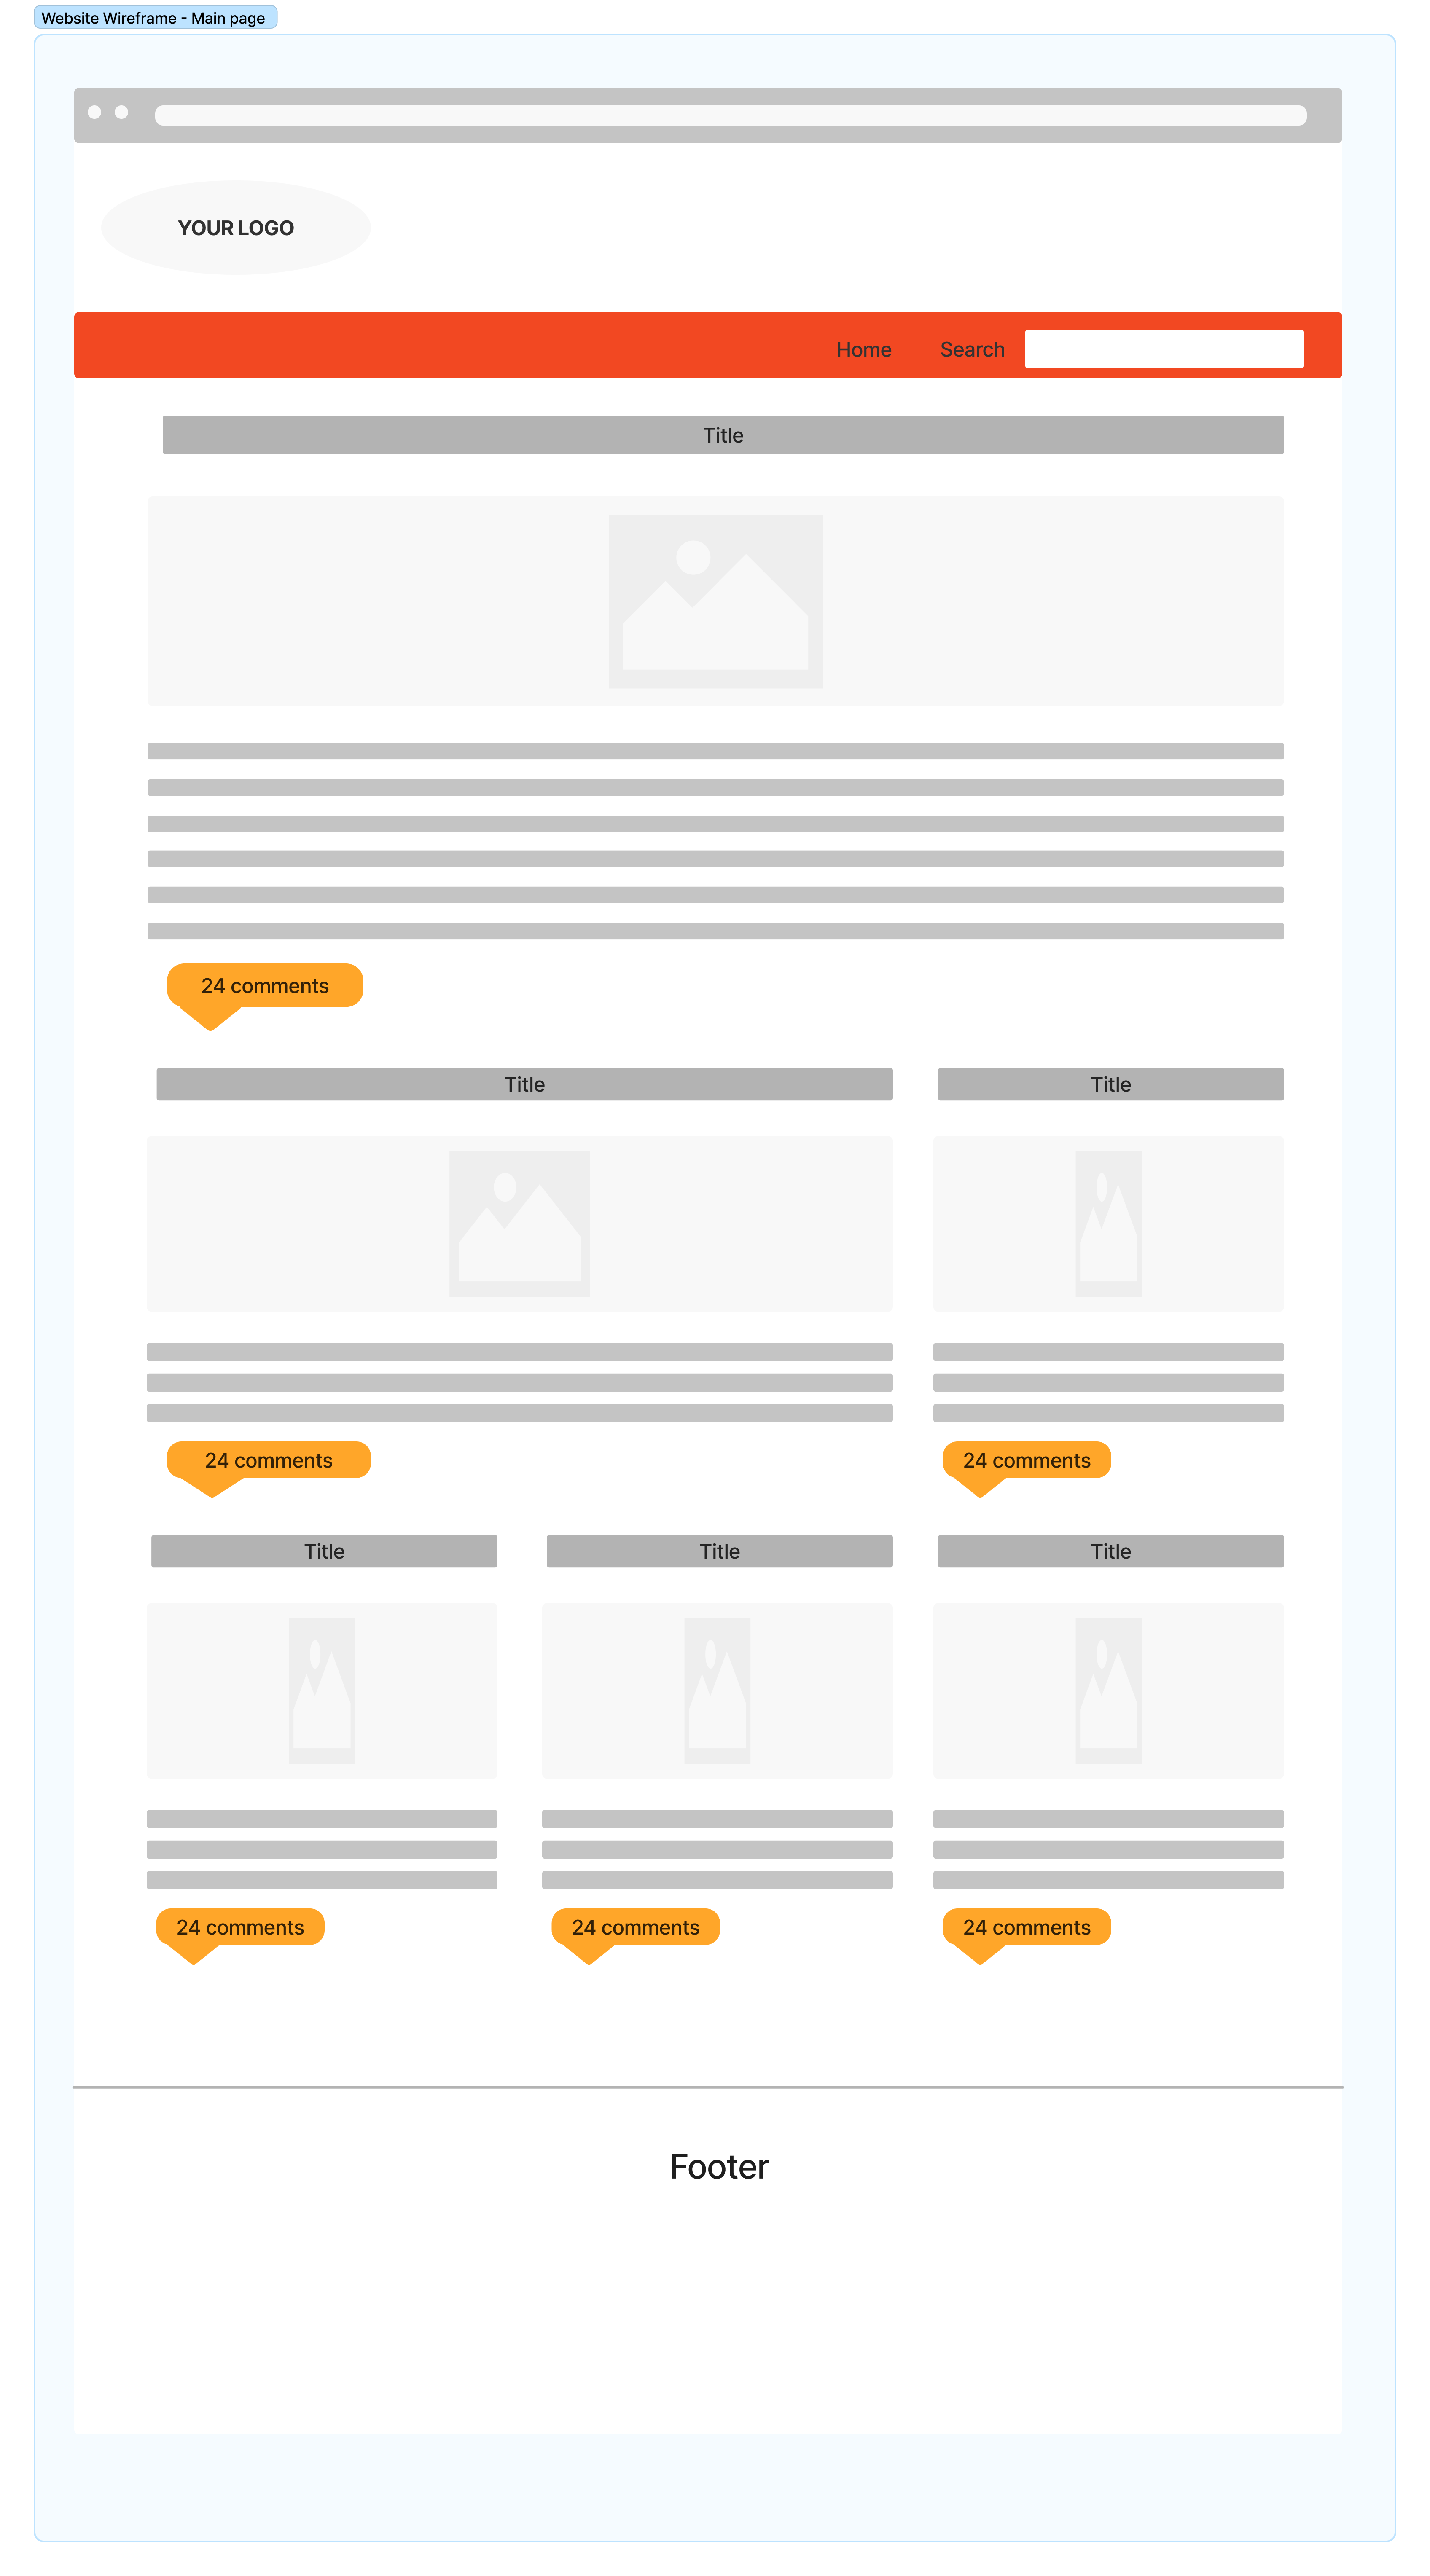 Website Wireframe - Main page
YOUR LOGO
Home Search
Title
24 comments
Title Title
24 comments 24 comments
Title Title Title
24 comments 24 comments 24 comments
Footer